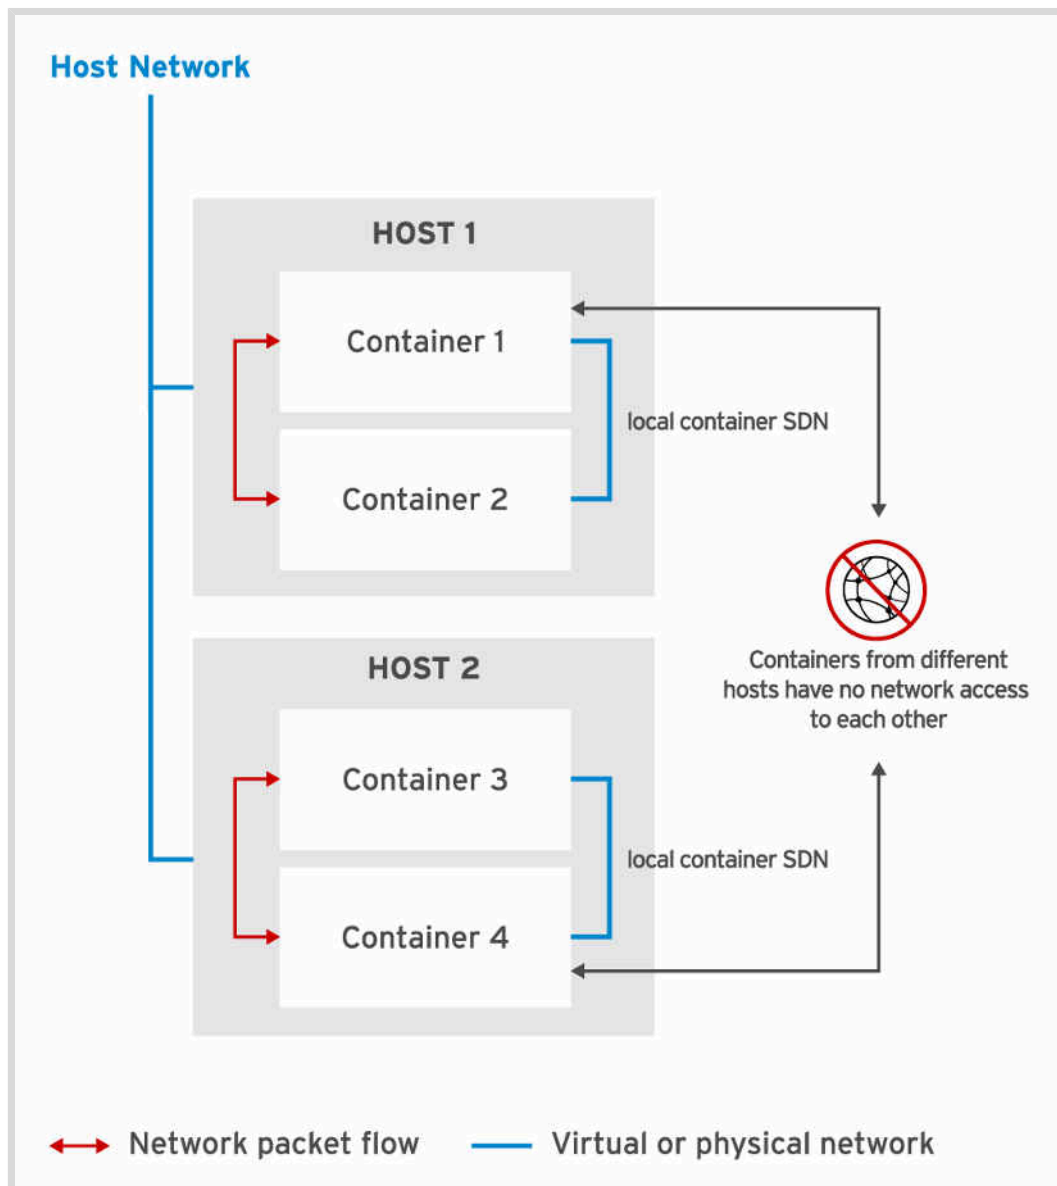 Host Network
HOST 1
Container 1
local container SDN
Container 2
Containers from different
hosts have no network access
to each other
HOST 2
Container 3
local container SDN
Container 4
Network packet flow
Virtual or physical network